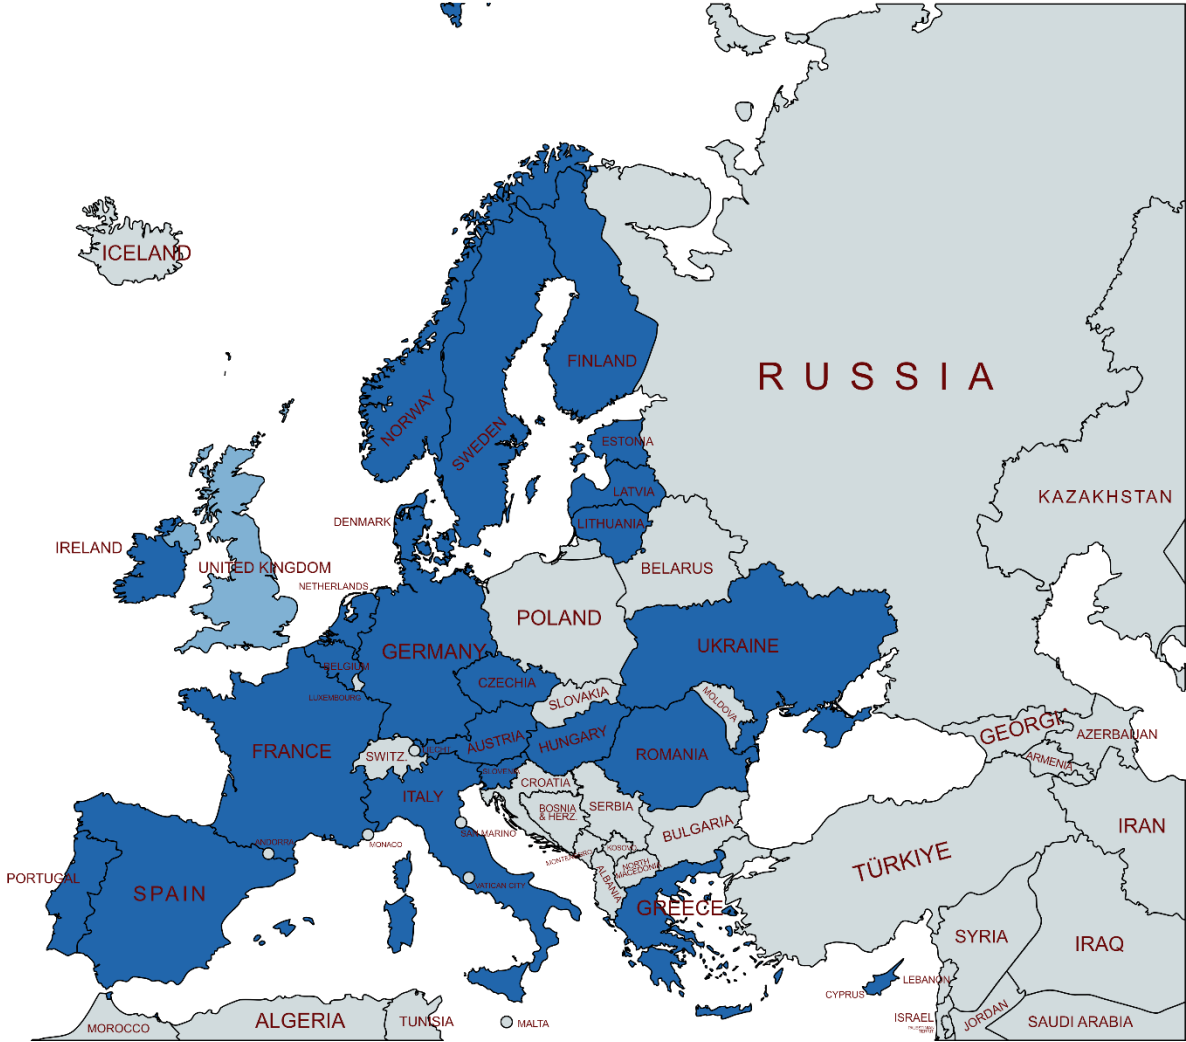 ICELAND
RUSSIA
FINLAND
NORWAY
SWEDEN
ESTONIA
LATVIA
LITHUANIA
KAZAKHSTAN
DENMARK
IRELAND
UNITED KINGDOM
NETHERLANDS
BELARUS
POLAND
GERMANY
UKRAINE
BELGIUM
LUXEMBOURG
CZECHIA
SLOVAKIA
MOLDOVA
FRANCE
SWITZ.
LIECHT.
AUSTRIA
HUNGARY
ROMANIA
GEORGI
AZERBAIJAN
ARMENIA
SLOVENIA
ITALY
CROATIA
BOSNIA
& HERZ.
SERBIA
BULGARIA
IRAN
ANDORRA
MONACO
SAN MARINO
MONTENEGRO
KOSOVO
NORTH
MACEDONIA
ALBANIA
TÜRKIYE
PORTUGAL
SPAIN
VATICAN CITY
GREECE
SYRIA
IRAQ
CYPRUS
LEBANON
ISRAEL
JORDAN
SAUDI ARABIA
MOROCCO
ALGERIA
TUNISIA
MALTA